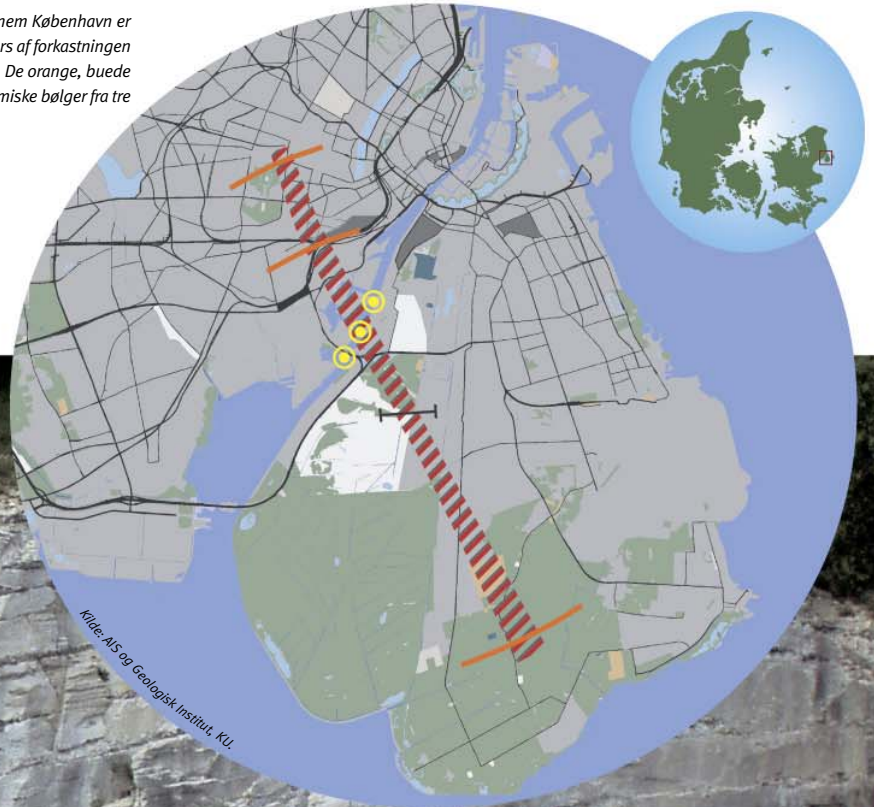 nem København er
rs af forkastningen
De orange, buede
miske bølger fra tre
Kilde: AIS og Geologisk Institut, KU.